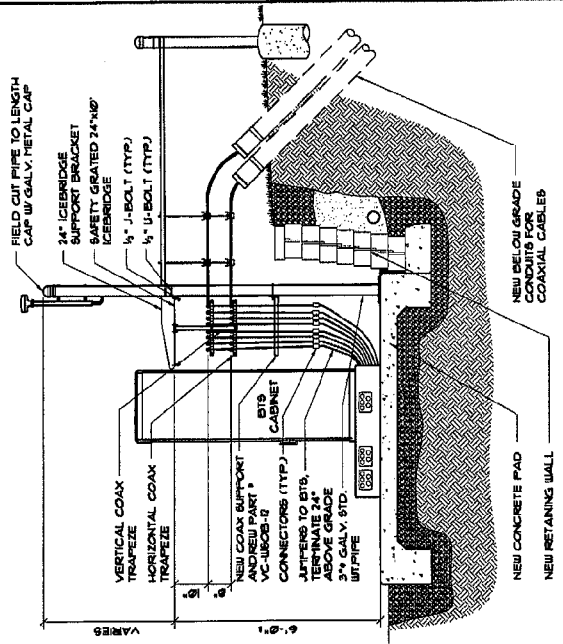 FIELD CUT PIPE TO LENGTH
CAP W/ GALV. METAL CAP
24" ICEBRIDGE
SUPPORT BRACKET
SAFETY GRATED 24"x10'
ICEBRIDGE
½" J-BOLT (TYP.)
½" U-BOLT (TYP.)
VERTICAL COAX
TRAPEZE
HORIZONTAL COAX
TRAPEZE
NEW COAX SUPPORT
ANDREW PART #
VC-WBOB-12
BTS
CABINET
CONNECTORS (TYP.)
JUMPERS TO BTS,
TERMINATE 24"
ABOVE GRADE
3"⌀ GALV. STD.
WT. PIPE
NEW CONCRETE PAD
NEW RETAINING WALL
NEW BELOW GRADE
CONDUITS FOR
COAXIAL CABLES
VARIES
10"
6'-0"±